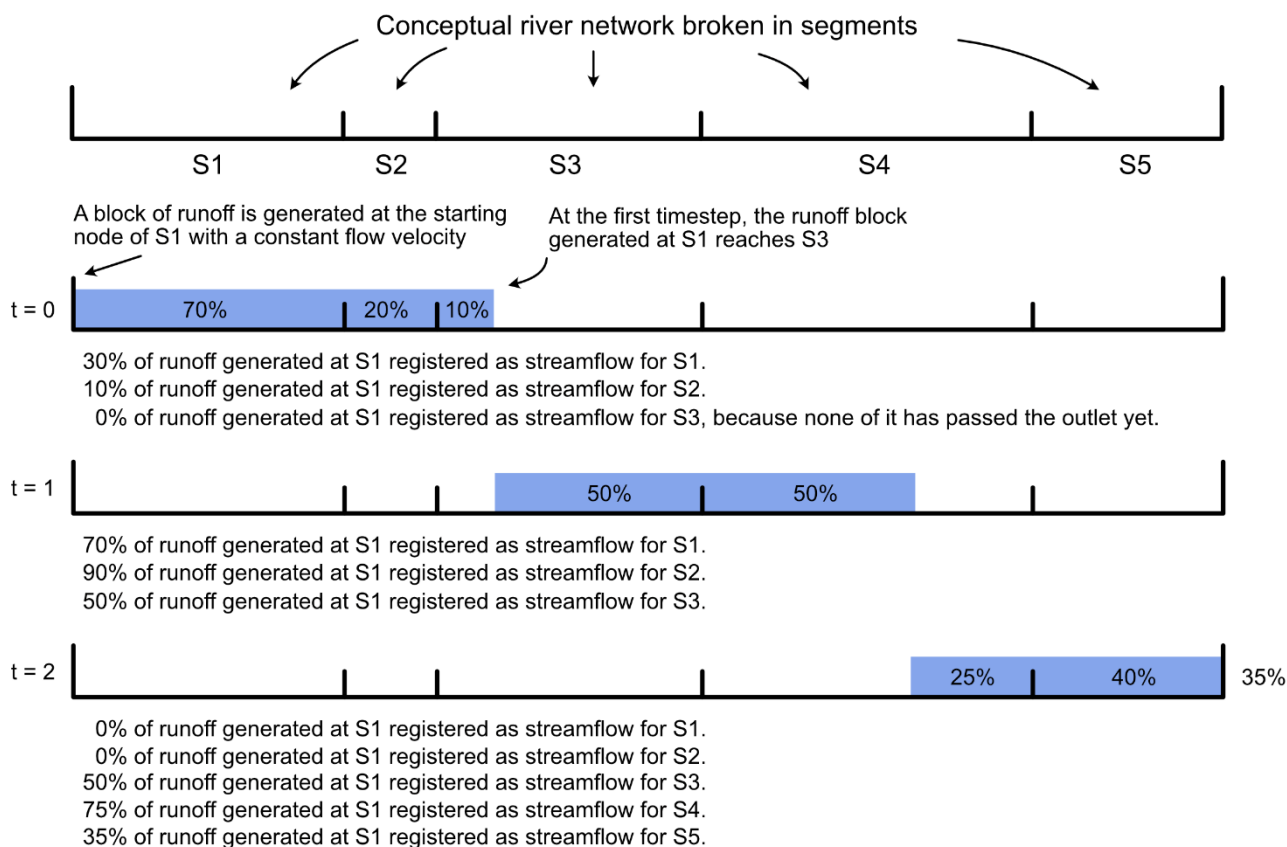 Conceptual river network broken in segments
S1 S2 S3 S4 S5
A block of runoff is generated at the starting
node of S1 with a constant flow velocity
At the first timestep, the runoff block
generated at S1 reaches S3
t = 0 70% 20% 10%
30% of runoff generated at S1 registered as streamflow for S1.
10% of runoff generated at S1 registered as streamflow for S2.
0% of runoff generated at S1 registered as streamflow for S3, because none of it has passed the outlet yet.
t = 1 50% 50%
70% of runoff generated at S1 registered as streamflow for S1.
90% of runoff generated at S1 registered as streamflow for S2.
50% of runoff generated at S1 registered as streamflow for S3.
t = 2 25% 40% 35%
0% of runoff generated at S1 registered as streamflow for S1.
0% of runoff generated at S1 registered as streamflow for S2.
50% of runoff generated at S1 registered as streamflow for S3.
75% of runoff generated at S1 registered as streamflow for S4.
35% of runoff generated at S1 registered as streamflow for S5.